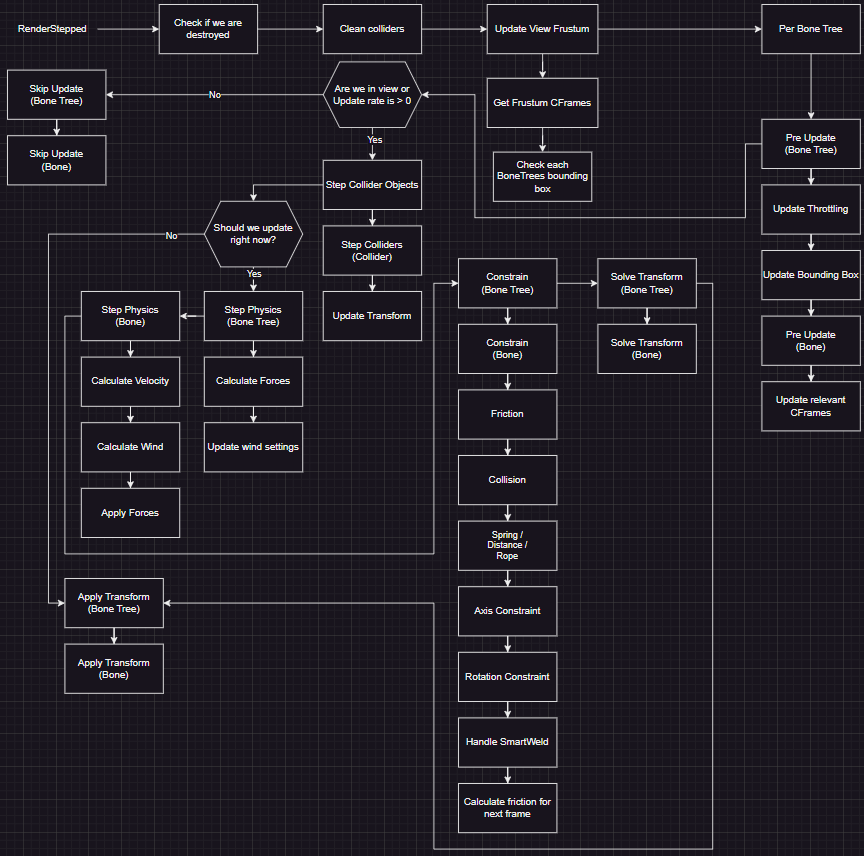 RenderStepped
Check if we are
destroyed
Clean colliders
Update View Frustum
Per Bone Tree
Skip Update
(Bone Tree)
No
Are we in view or
Update rate is > 0
Get Frustum CFrames
Pre Update
(Bone Tree)
Skip Update
(Bone)
Yes
Check each
BoneTrees bounding
box
Step Collider Objects
Update Throttling
No
Should we update
right now?
Step Colliders
(Collider)
Yes
Constrain
(Bone Tree)
Solve Transform
(Bone Tree)
Update Bounding Box
Step Physics
(Bone)
Step Physics
(Bone Tree)
Update Transform
Constrain
(Bone)
Solve Transform
(Bone)
Pre Update
(Bone)
Calculate Velocity
Calculate Forces
Friction
Update relevant
CFrames
Calculate Wind
Update wind settings
Collision
Apply Forces
Spring /
Distance /
Rope
Apply Transform
(Bone Tree)
Axis Constraint
Apply Transform
(Bone)
Rotation Constraint
Handle SmartWeld
Calculate friction for
next frame